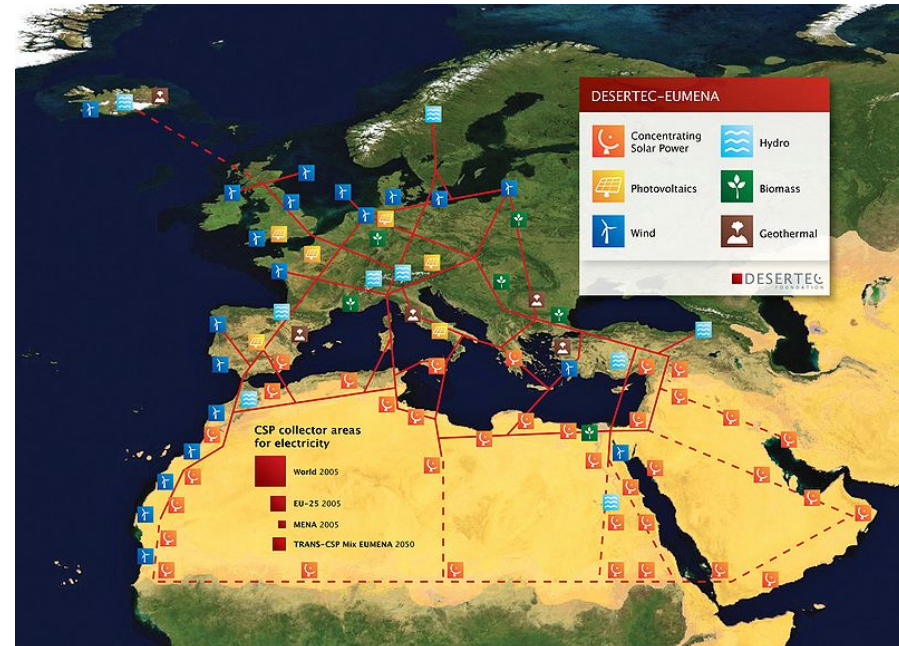 DESERTEC-EUMENA
Concentrating
Solar Power
Hydro
Photovoltaics
Biomass
Wind
Geothermal
DESERTEC
FOUNDATION
CSP collector areas
for electricity
World 2005
EU-25 2005
MENA 2005
TRANS-CSP Mix EUMENA 2050